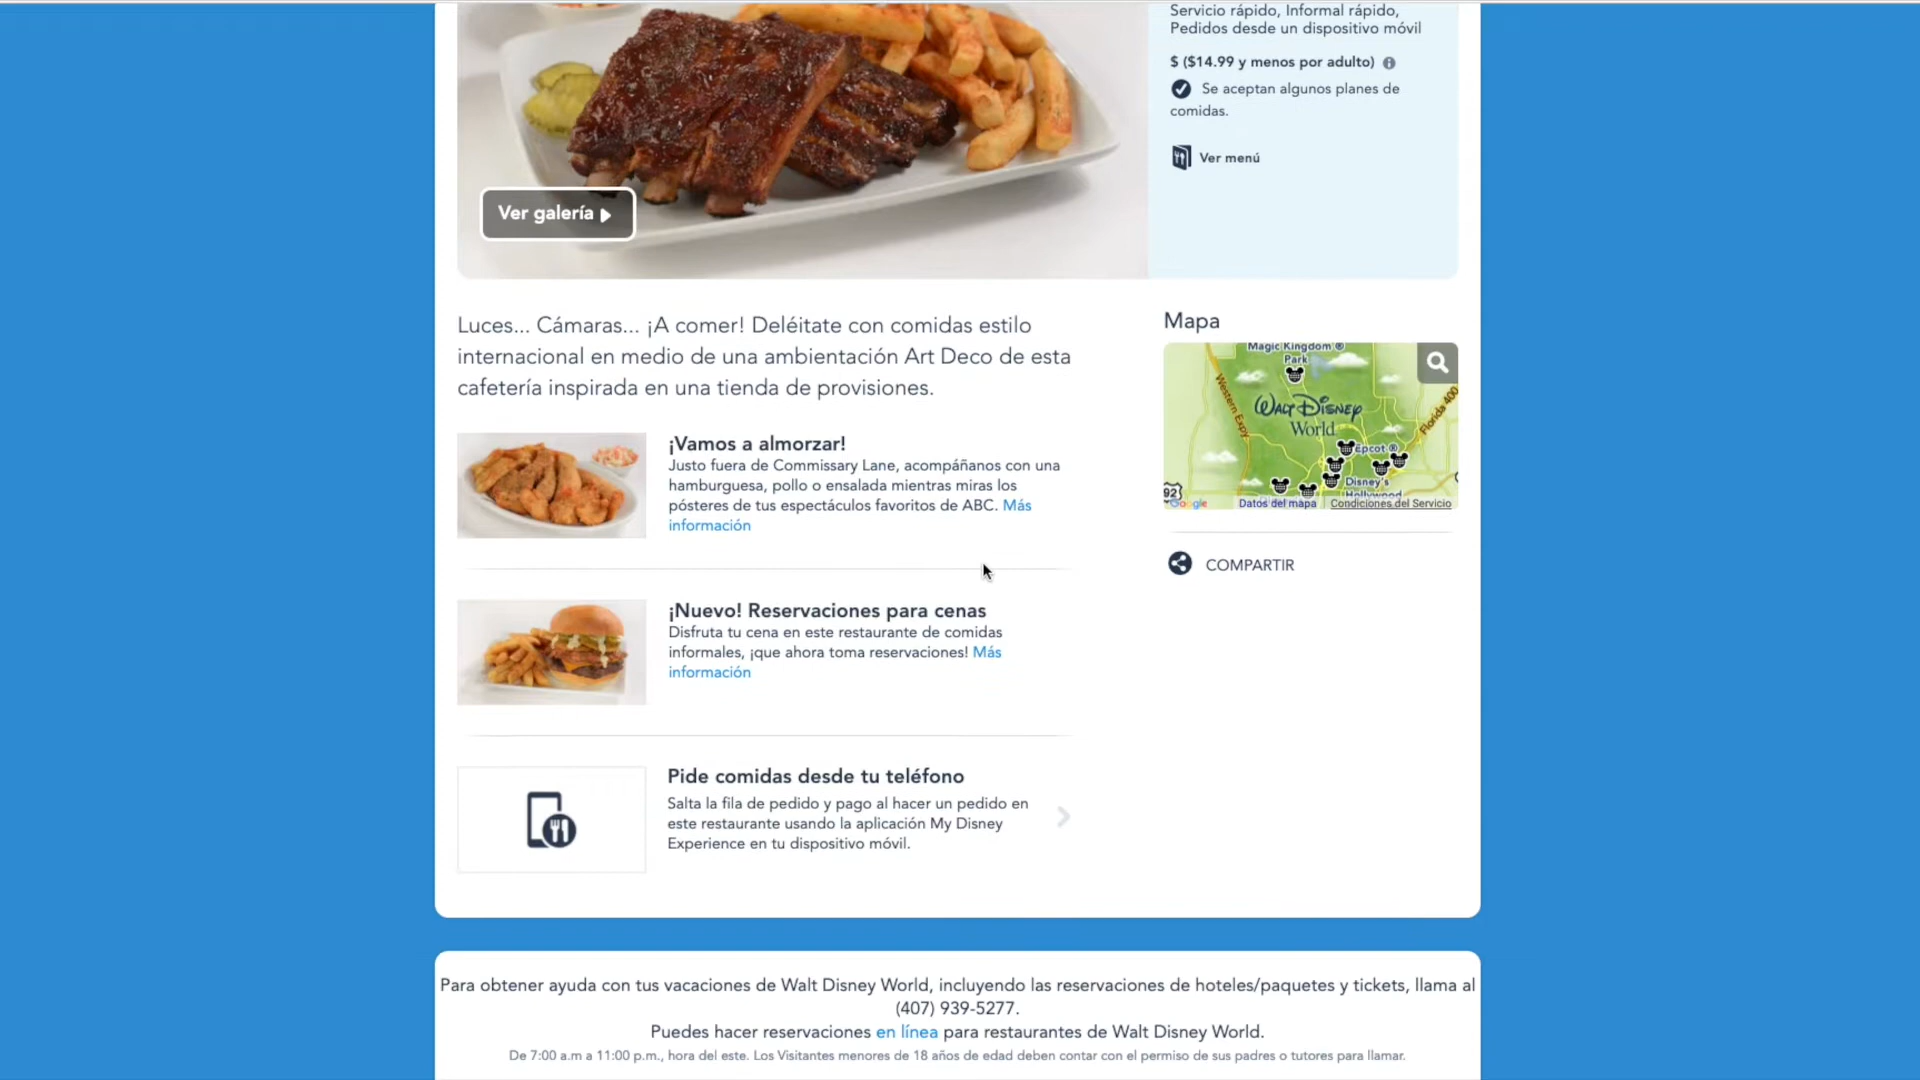 Servicio rápido, Informal rápido,
Pedidos desde un dispositivo móvil
$ ($14.99 y menos por adulto)
Se aceptan algunos planes de
comidas.
Ver menú
Ver galería
Luces... Cámaras... ¡A comer! Deléitate con comidas estilo
internacional en medio de una ambientación Art Deco de esta
cafetería inspirada en una tienda de provisiones.
Mapa
Magic Kingdom®
Park
Western Expy
Walt Disney
World
Florida 400
Epcot®
Disney's
Hollywood
92
Google
Datos del mapa
Condiciones del Servicio
¡Vamos a almorzar!
Justo fuera de Commissary Lane, acompáñanos con una
hamburguesa, pollo o ensalada mientras miras los
pósteres de tus espectáculos favoritos de ABC. Más
información
COMPARTIR
¡Nuevo! Reservaciones para cenas
Disfruta tu cena en este restaurante de comidas
informales, ¡que ahora toma reservaciones! Más
información
Pide comidas desde tu teléfono
Salta la fila de pedido y pago al hacer un pedido en
este restaurante usando la aplicación My Disney
Experience en tu dispositivo móvil.
Para obtener ayuda con tus vacaciones de Walt Disney World, incluyendo las reservaciones de hoteles/paquetes y tickets, llama al
(407) 939-5277.
Puedes hacer reservaciones en línea para restaurantes de Walt Disney World.
De 7:00 a.m a 11:00 p.m., hora del este. Los Visitantes menores de 18 años de edad deben contar con el permiso de sus padres o tutores para llamar.